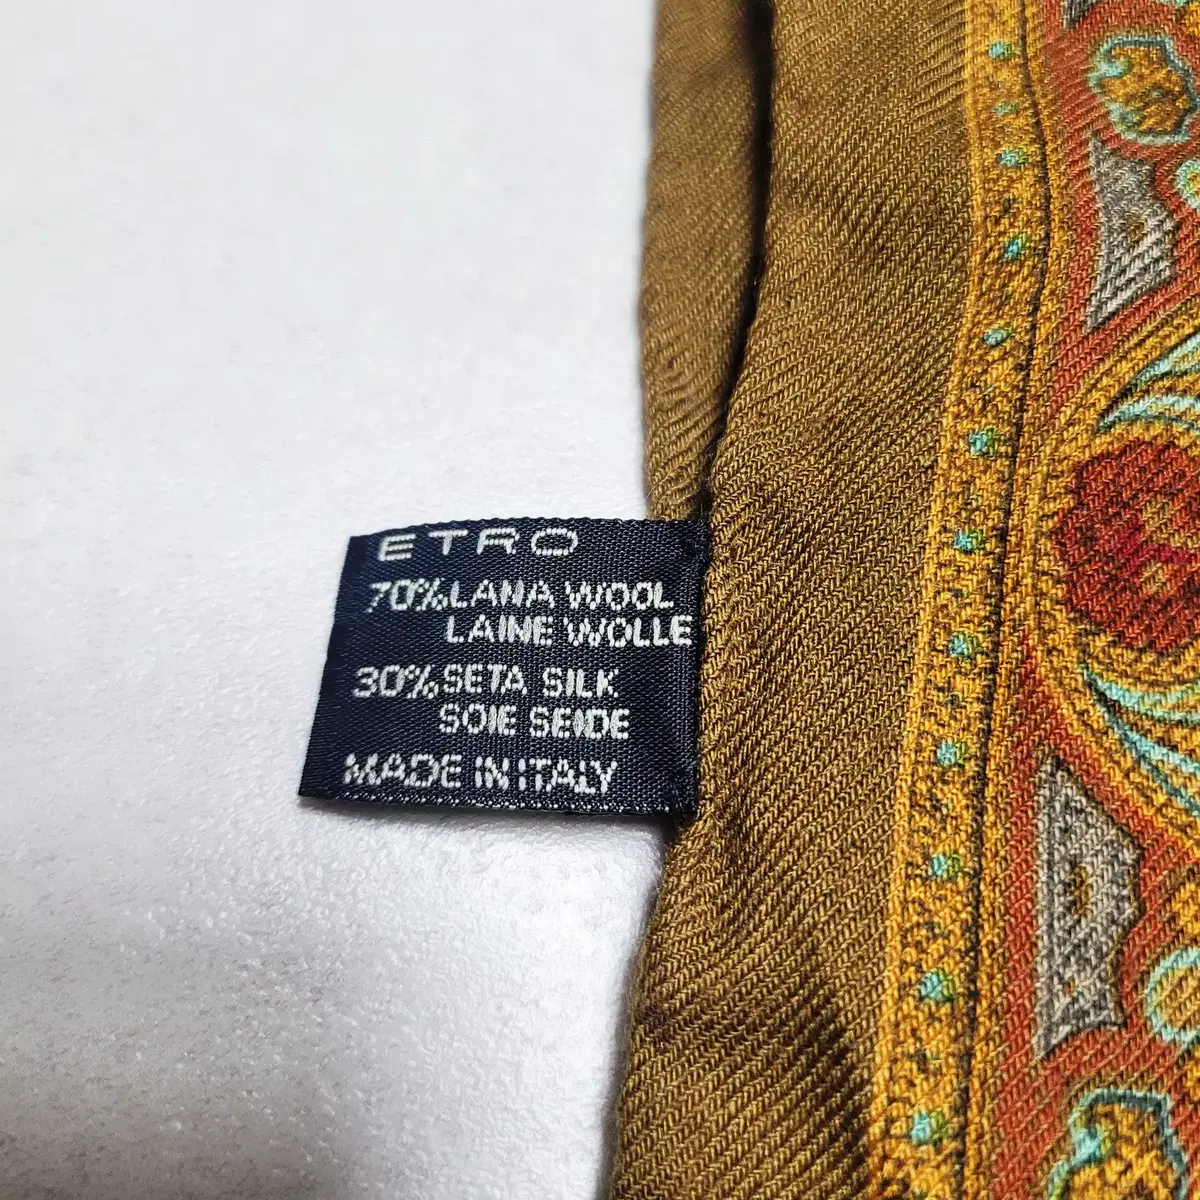 ETRO
70% LANA WOOL
LAINE WOLLE
30% SETA SILK
SOIE SEIDE
MADE IN ITALY